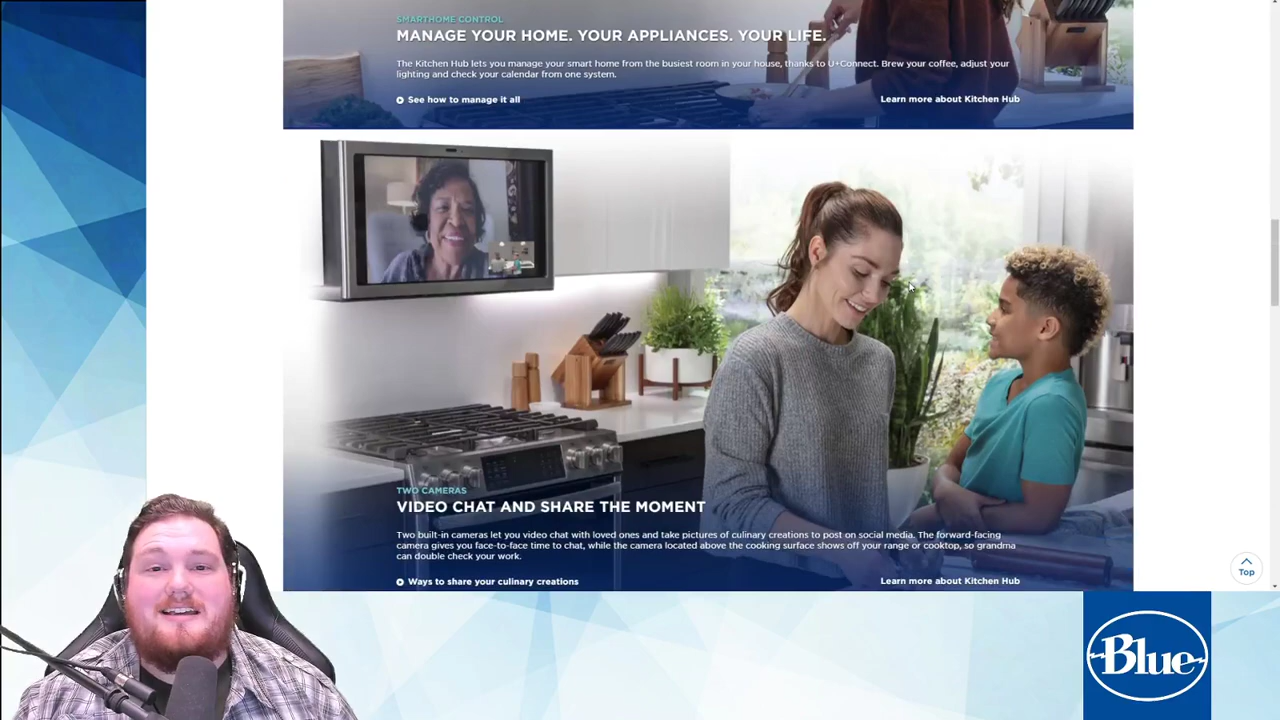 SMARTHOME CONTROL
MANAGE YOUR HOME. YOUR APPLIANCES. YOUR LIFE.
The Kitchen Hub lets you manage your smart home from the busiest room in your house, thanks to U+Connect. Brew your coffee, adjust your
lighting and check your calendar from one system.
See how to manage it all
Learn more about Kitchen Hub
TWO CAMERAS
VIDEO CHAT AND SHARE THE MOMENT
Two built-in cameras let you video chat with loved ones and take pictures of culinary creations to post on social media. The forward-facing
camera gives you face-to-face time to chat, while the camera located above the cooking surface shows off your range or cooktop, so grandma
can double check your work.
Ways to share your culinary creations
Learn more about Kitchen Hub
Top
Blue